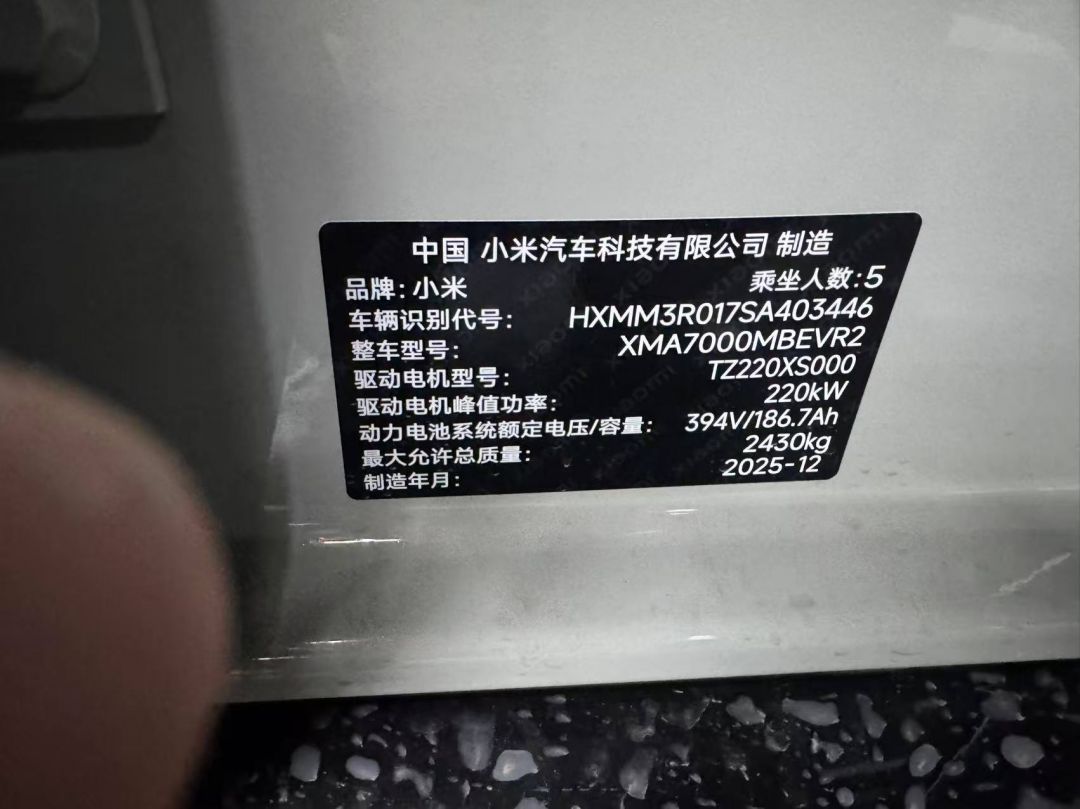 中国 小米汽车科技有限公司 制造
品牌：小米 乘坐人数：5
车辆识别代号： HXMM3R017SA403446
整车型号： XMA7000MBEVR2
驱动电机型号： TZ220XS000
驱动电机峰值功率： 220kW
动力电池系统额定电压/容量： 394V/186.7Ah
最大允许总质量： 2430kg
制造年月： 2025-12